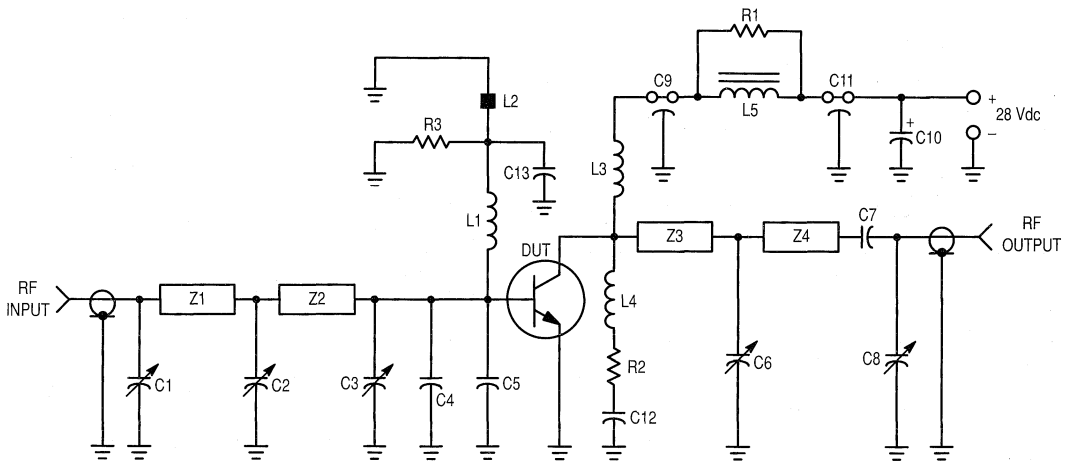 R1
C9
C11
L5
+
28 Vdc
–
+
C10
L2
R3
C13
L3
L1
C7
RF
OUTPUT
DUT
Z3
Z4
RF
INPUT
Z1
Z2
L4
R2
C6
C8
C1
C2
C3
C4
C5
C12